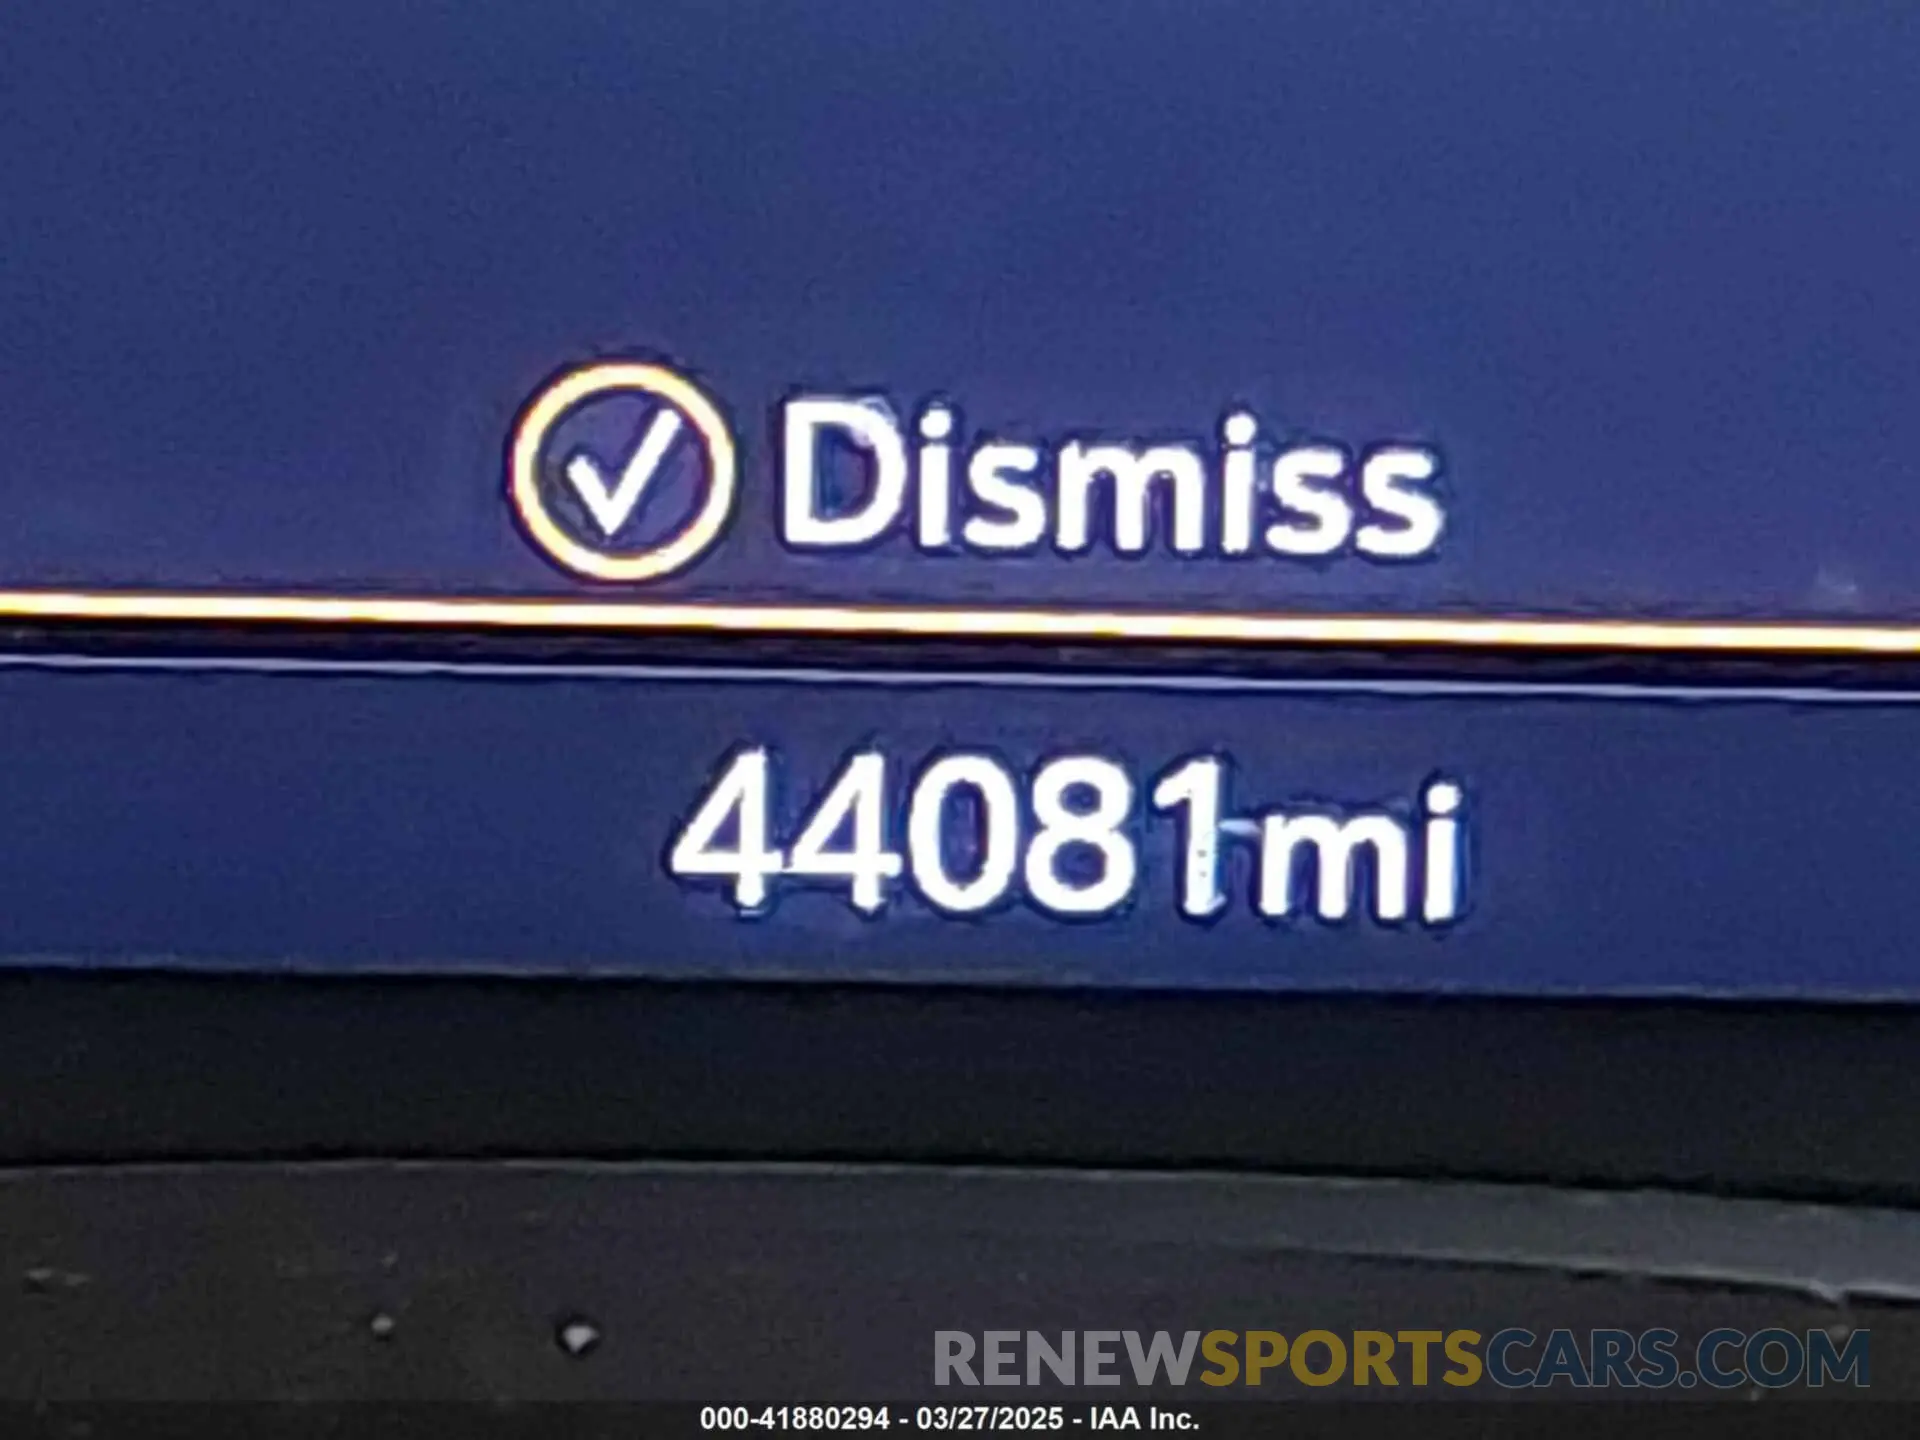 Dismiss
44081mi
RENEWSPORTSCARS.COM
000-41880294 - 03/27/2025 - IAA Inc.